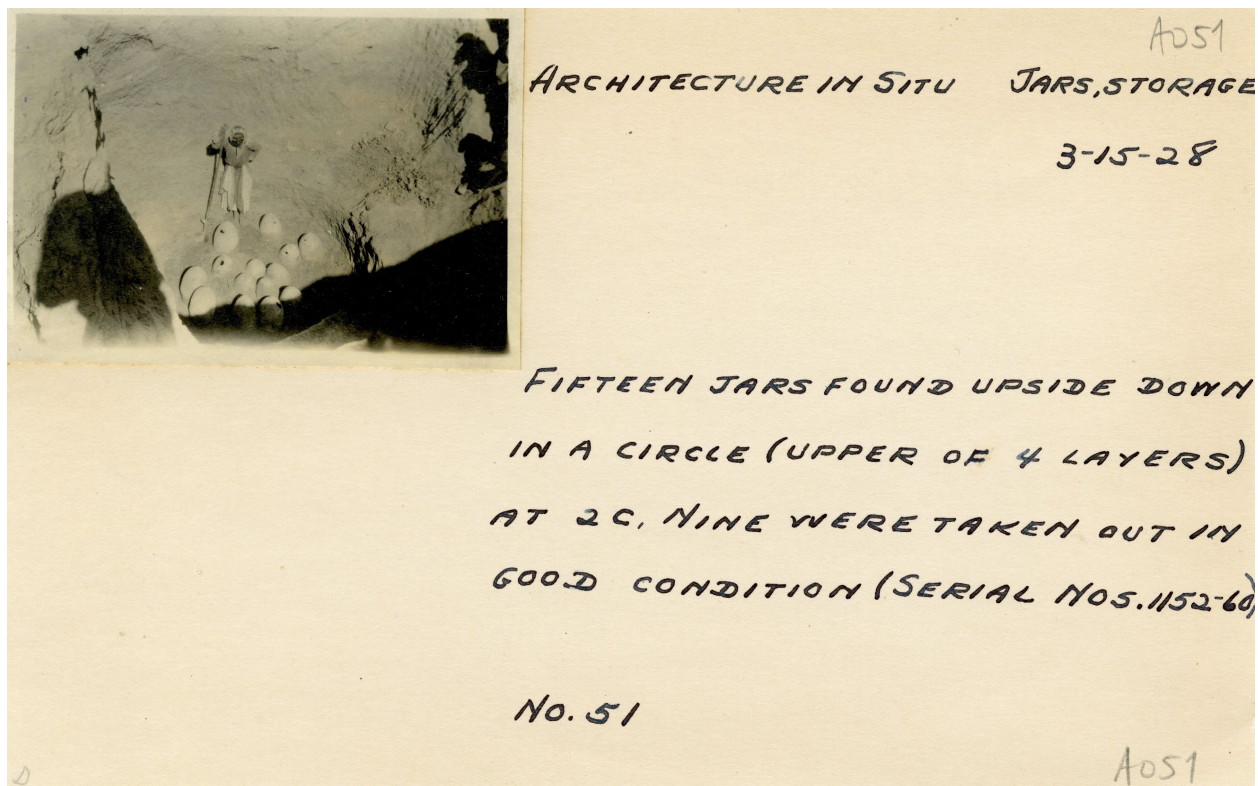 A051
ARCHITECTURE IN SITU JARS, STORAGE
3-15-28
FIFTEEN JARS FOUND UPSIDE DOWN
IN A CIRCLE (UPPER OF 4 LAYERS)
AT 2C. NINE WERE TAKEN OUT IN
GOOD CONDITION (SERIAL NOS. 1152-60)
NO. 51
A051
D